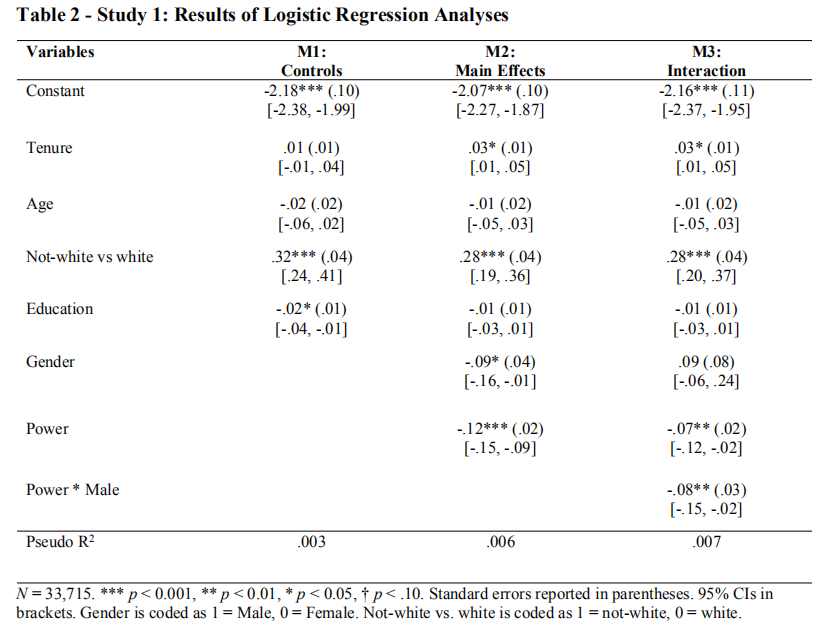 Table 2 - Study 1: Results of Logistic Regression Analyses
Variables M1: M2: M3:
Controls Main Effects Interaction
Constant -2.18*** (.10) -2.07*** (.10) -2.16*** (.11)
[-2.38, -1.99] [-2.27, -1.87] [-2.37, -1.95]
Tenure .01 (.01) .03* (.01) .03* (.01)
[-.01, .04] [.01, .05] [.01, .05]
Age -.02 (.02) -.01 (.02) -.01 (.02)
[-.06, .02] [-.05, .03] [-.05, .03]
Not-white vs white .32*** (.04) .28*** (.04) .28*** (.04)
[.24, .41] [.19, .36] [.20, .37]
Education -.02* (.01) -.01 (.01) -.01 (.01)
[-.04, -.01] [-.03, .01] [-.03, .01]
Gender -.09* (.04) .09 (.08)
[-.16, -.01] [-.06, .24]
Power -.12*** (.02) -.07** (.02)
[-.15, -.09] [-.12, -.02]
Power * Male -.08** (.03)
[-.15, -.02]
Pseudo R² .003 .006 .007
N = 33,715. *** p < 0.001, ** p < 0.01, * p < 0.05, † p < .10. Standard errors reported in parentheses. 95% CIs in
brackets. Gender is coded as 1 = Male, 0 = Female. Not-white vs. white is coded as 1 = not-white, 0 = white.